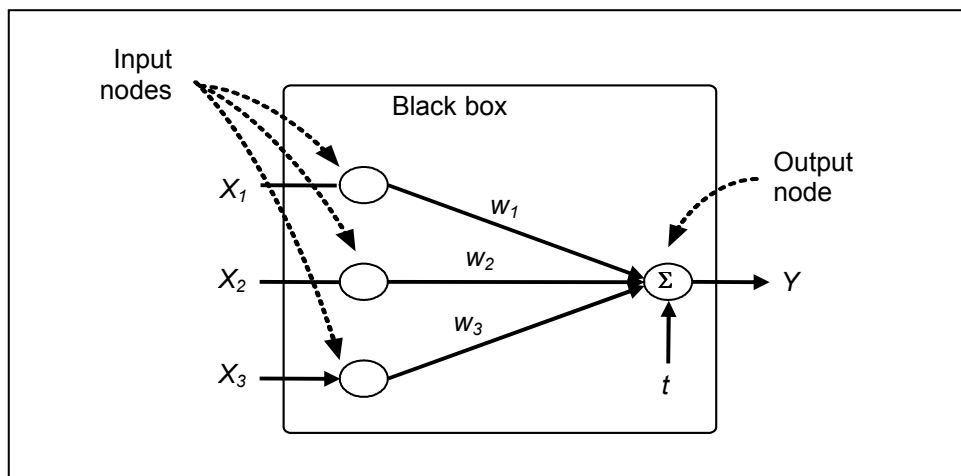 Input
nodes
Black box
Output
node
X1
w1
X2
w2
Σ
Y
w3
X3
t